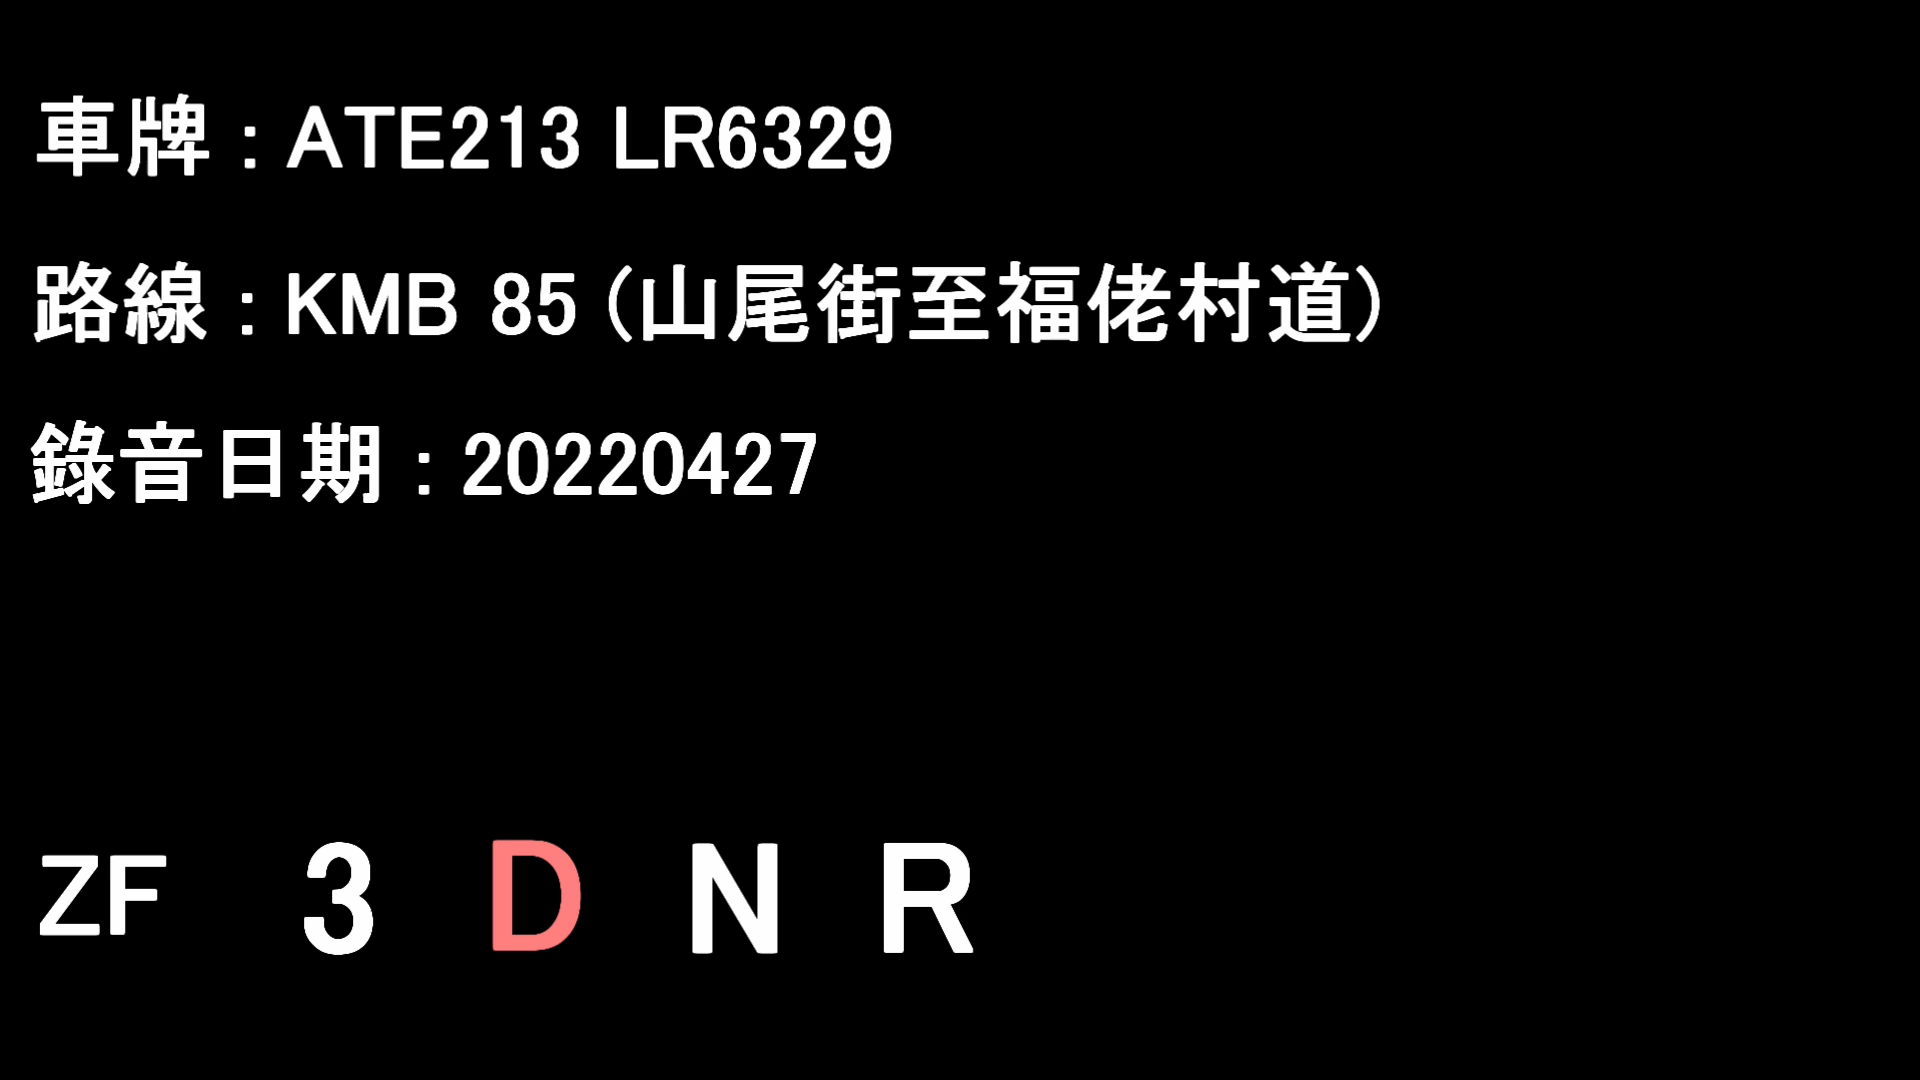 車牌 : ATE213 LR6329
路線 : KMB 85 (山尾街至福佬村道)
錄音日期 : 20220427
ZF 3 D N R